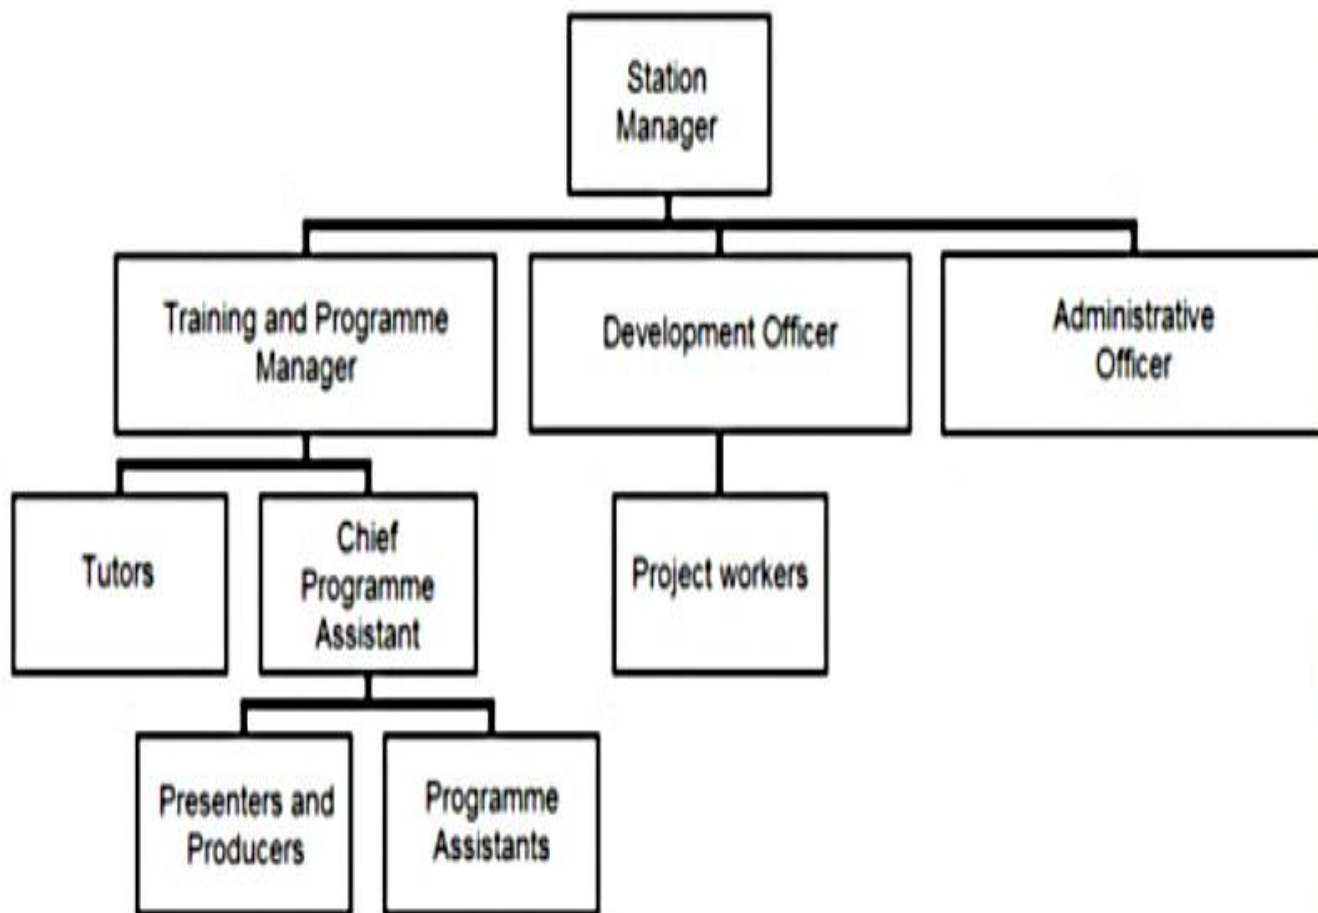 Station
Manager
Training and Programme
Manager
Development Officer
Administrative
Officer
Tutors
Chief
Programme
Assistant
Project workers
Presenters and
Producers
Programme
Assistants